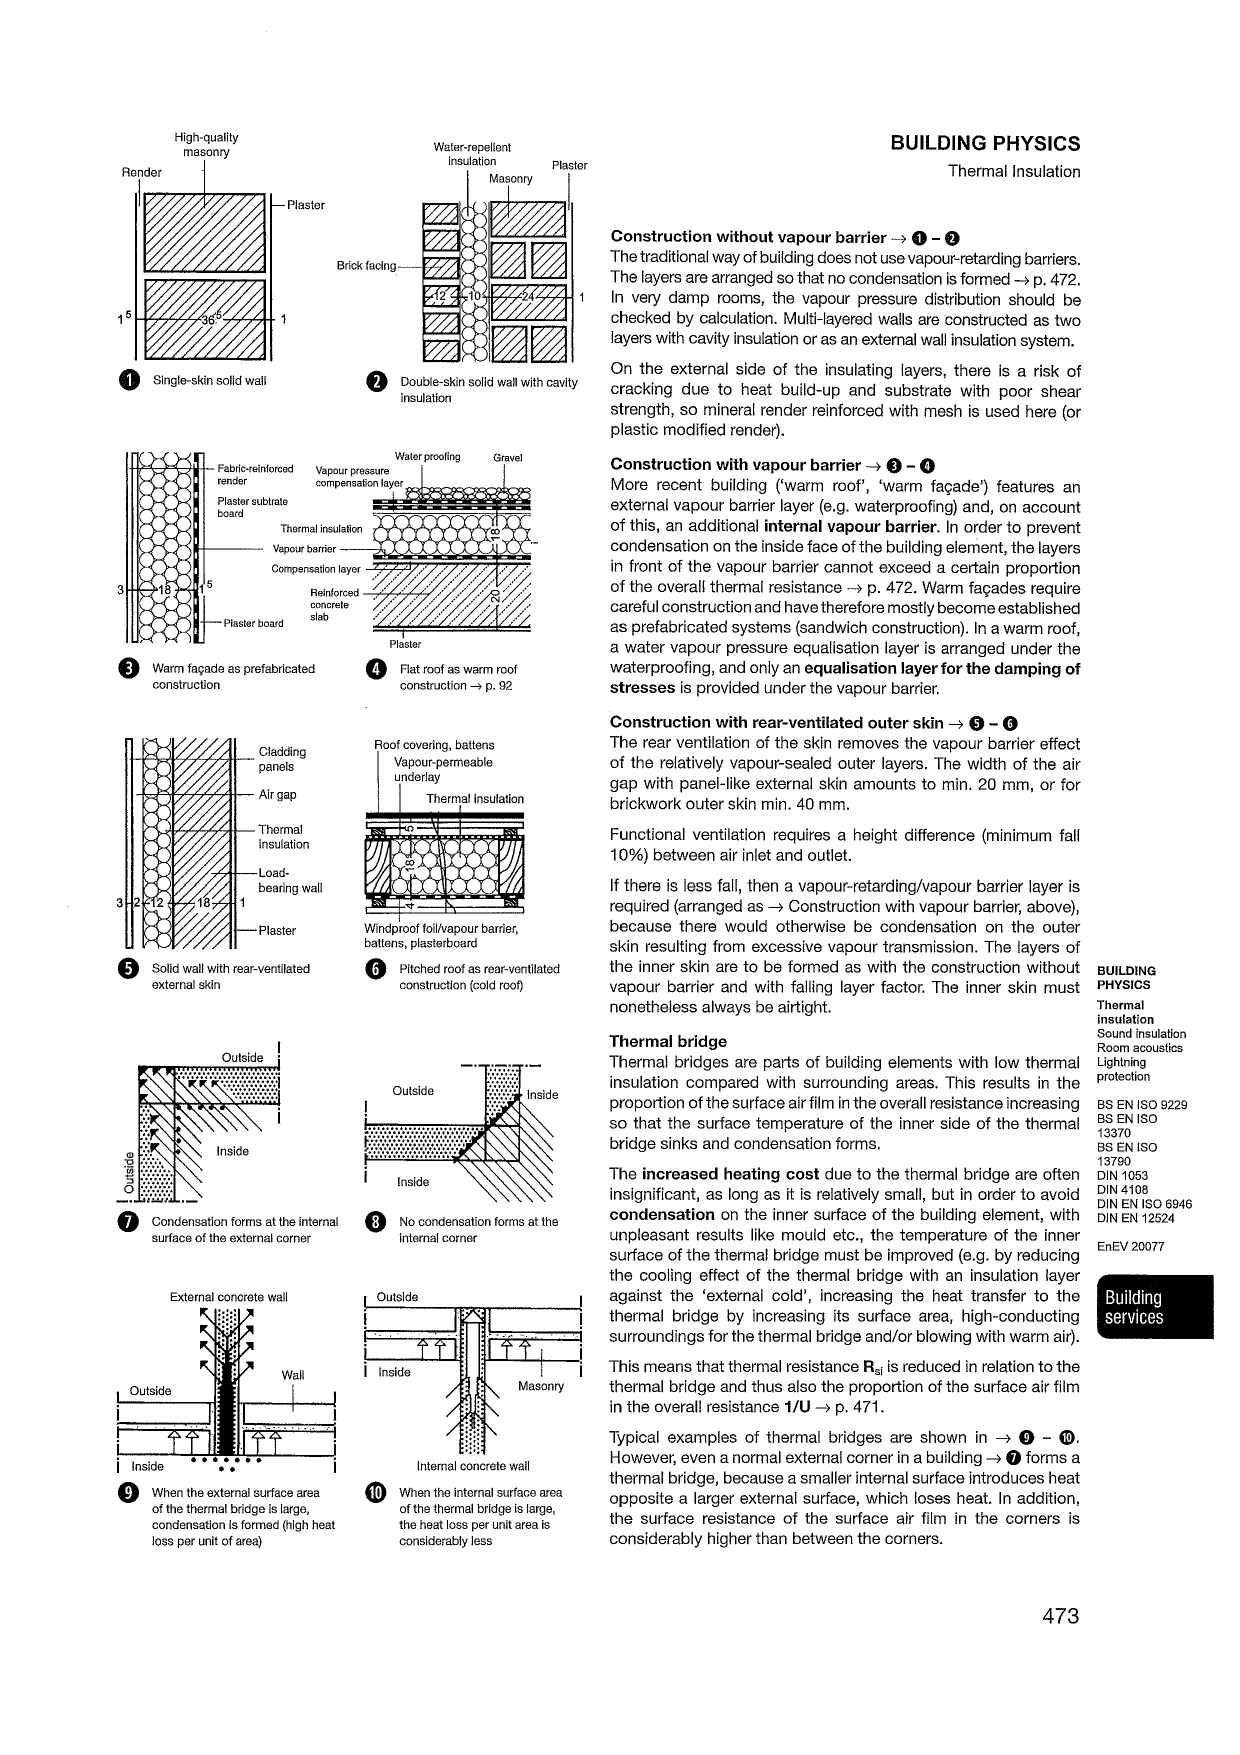 High-quality
masonry
Render
Plaster
1⁵
36⁵
1
❶ Single-skin solid wall
Water-repellent
insulation
Plaster
Masonry
Brick facing
12
10
24
1
❷ Double-skin solid wall with cavity
insulation
Fabric-reinforced
render
Plaster subtrate
board
Vapour barrier
3
18
1⁵
Plaster board
❸ Warm façade as prefabricated
construction
Water proofing
Gravel
Vapour pressure
compensation layer
Thermal insulation
18
Compensation layer
Reinforced
concrete
slab
20
Plaster
❹ Flat roof as warm roof
construction → p. 92
Cladding
panels
Air gap
Thermal
insulation
Load-
bearing wall
3
2
12
18
1
Plaster
❺ Solid wall with rear-ventilated
external skin
Roof covering, battens
Vapour-permeable
underlay
Thermal insulation
5
18
4
Windproof foil/vapour barrier,
battens, plasterboard
❻ Pitched roof as rear-ventilated
construction (cold roof)
Outside
Inside
Outside
❼ Condensation forms at the internal
surface of the external corner
Outside
Inside
Inside
❽ No condensation forms at the
internal corner
External concrete wall
Wall
Outside
Inside
❾ When the external surface area
of the thermal bridge is large,
condensation is formed (high heat
loss per unit of area)
Outside
Inside
Masonry
Internal concrete wall
❿ When the internal surface area
of the thermal bridge is large,
the heat loss per unit area is
considerably less
BUILDING PHYSICS
Thermal Insulation
Construction without vapour barrier → ❶ – ❷
The traditional way of building does not use vapour-retarding barriers.
The layers are arranged so that no condensation is formed → p. 472.
In very damp rooms, the vapour pressure distribution should be
checked by calculation. Multi-layered walls are constructed as two
layers with cavity insulation or as an external wall insulation system.
On the external side of the insulating layers, there is a risk of
cracking due to heat build-up and substrate with poor shear
strength, so mineral render reinforced with mesh is used here (or
plastic modified render).
Construction with vapour barrier → ❸ – ❹
More recent building (‘warm roof’, ‘warm façade’) features an
external vapour barrier layer (e.g. waterproofing) and, on account
of this, an additional internal vapour barrier. In order to prevent
condensation on the inside face of the building element, the layers
in front of the vapour barrier cannot exceed a certain proportion
of the overall thermal resistance → p. 472. Warm façades require
careful construction and have therefore mostly become established
as prefabricated systems (sandwich construction). In a warm roof,
a water vapour pressure equalisation layer is arranged under the
waterproofing, and only an equalisation layer for the damping of
stresses is provided under the vapour barrier.
Construction with rear-ventilated outer skin → ❺ – ❻
The rear ventilation of the skin removes the vapour barrier effect
of the relatively vapour-sealed outer layers. The width of the air
gap with panel-like external skin amounts to min. 20 mm, or for
brickwork outer skin min. 40 mm.
Functional ventilation requires a height difference (minimum fall
10%) between air inlet and outlet.
If there is less fall, then a vapour-retarding/vapour barrier layer is
required (arranged as → Construction with vapour barrier, above),
because there would otherwise be condensation on the outer
skin resulting from excessive vapour transmission. The layers of
the inner skin are to be formed as with the construction without
vapour barrier and with falling layer factor. The inner skin must
nonetheless always be airtight.
Thermal bridge
Thermal bridges are parts of building elements with low thermal
insulation compared with surrounding areas. This results in the
proportion of the surface air film in the overall resistance increasing
so that the surface temperature of the inner side of the thermal
bridge sinks and condensation forms.
The increased heating cost due to the thermal bridge are often
insignificant, as long as it is relatively small, but in order to avoid
condensation on the inner surface of the building element, with
unpleasant results like mould etc., the temperature of the inner
surface of the thermal bridge must be improved (e.g. by reducing
the cooling effect of the thermal bridge with an insulation layer
against the ‘external cold’, increasing the heat transfer to the
thermal bridge by increasing its surface area, high-conducting
surroundings for the thermal bridge and/or blowing with warm air).
This means that thermal resistance Rsi is reduced in relation to the
thermal bridge and thus also the proportion of the surface air film
in the overall resistance 1/U → p. 471.
Typical examples of thermal bridges are shown in → ❾ – ❿.
However, even a normal external corner in a building → ❼ forms a
thermal bridge, because a smaller internal surface introduces heat
opposite a larger external surface, which loses heat. In addition,
the surface resistance of the surface air film in the corners is
considerably higher than between the corners.
BUILDING
PHYSICS
Thermal
insulation
Sound insulation
Room acoustics
Lightning
protection
BS EN ISO 9229
BS EN ISO
13370
BS EN ISO
13790
DIN 1053
DIN 4108
DIN EN ISO 6946
DIN EN 12524
EnEV 20077
Building
services
473